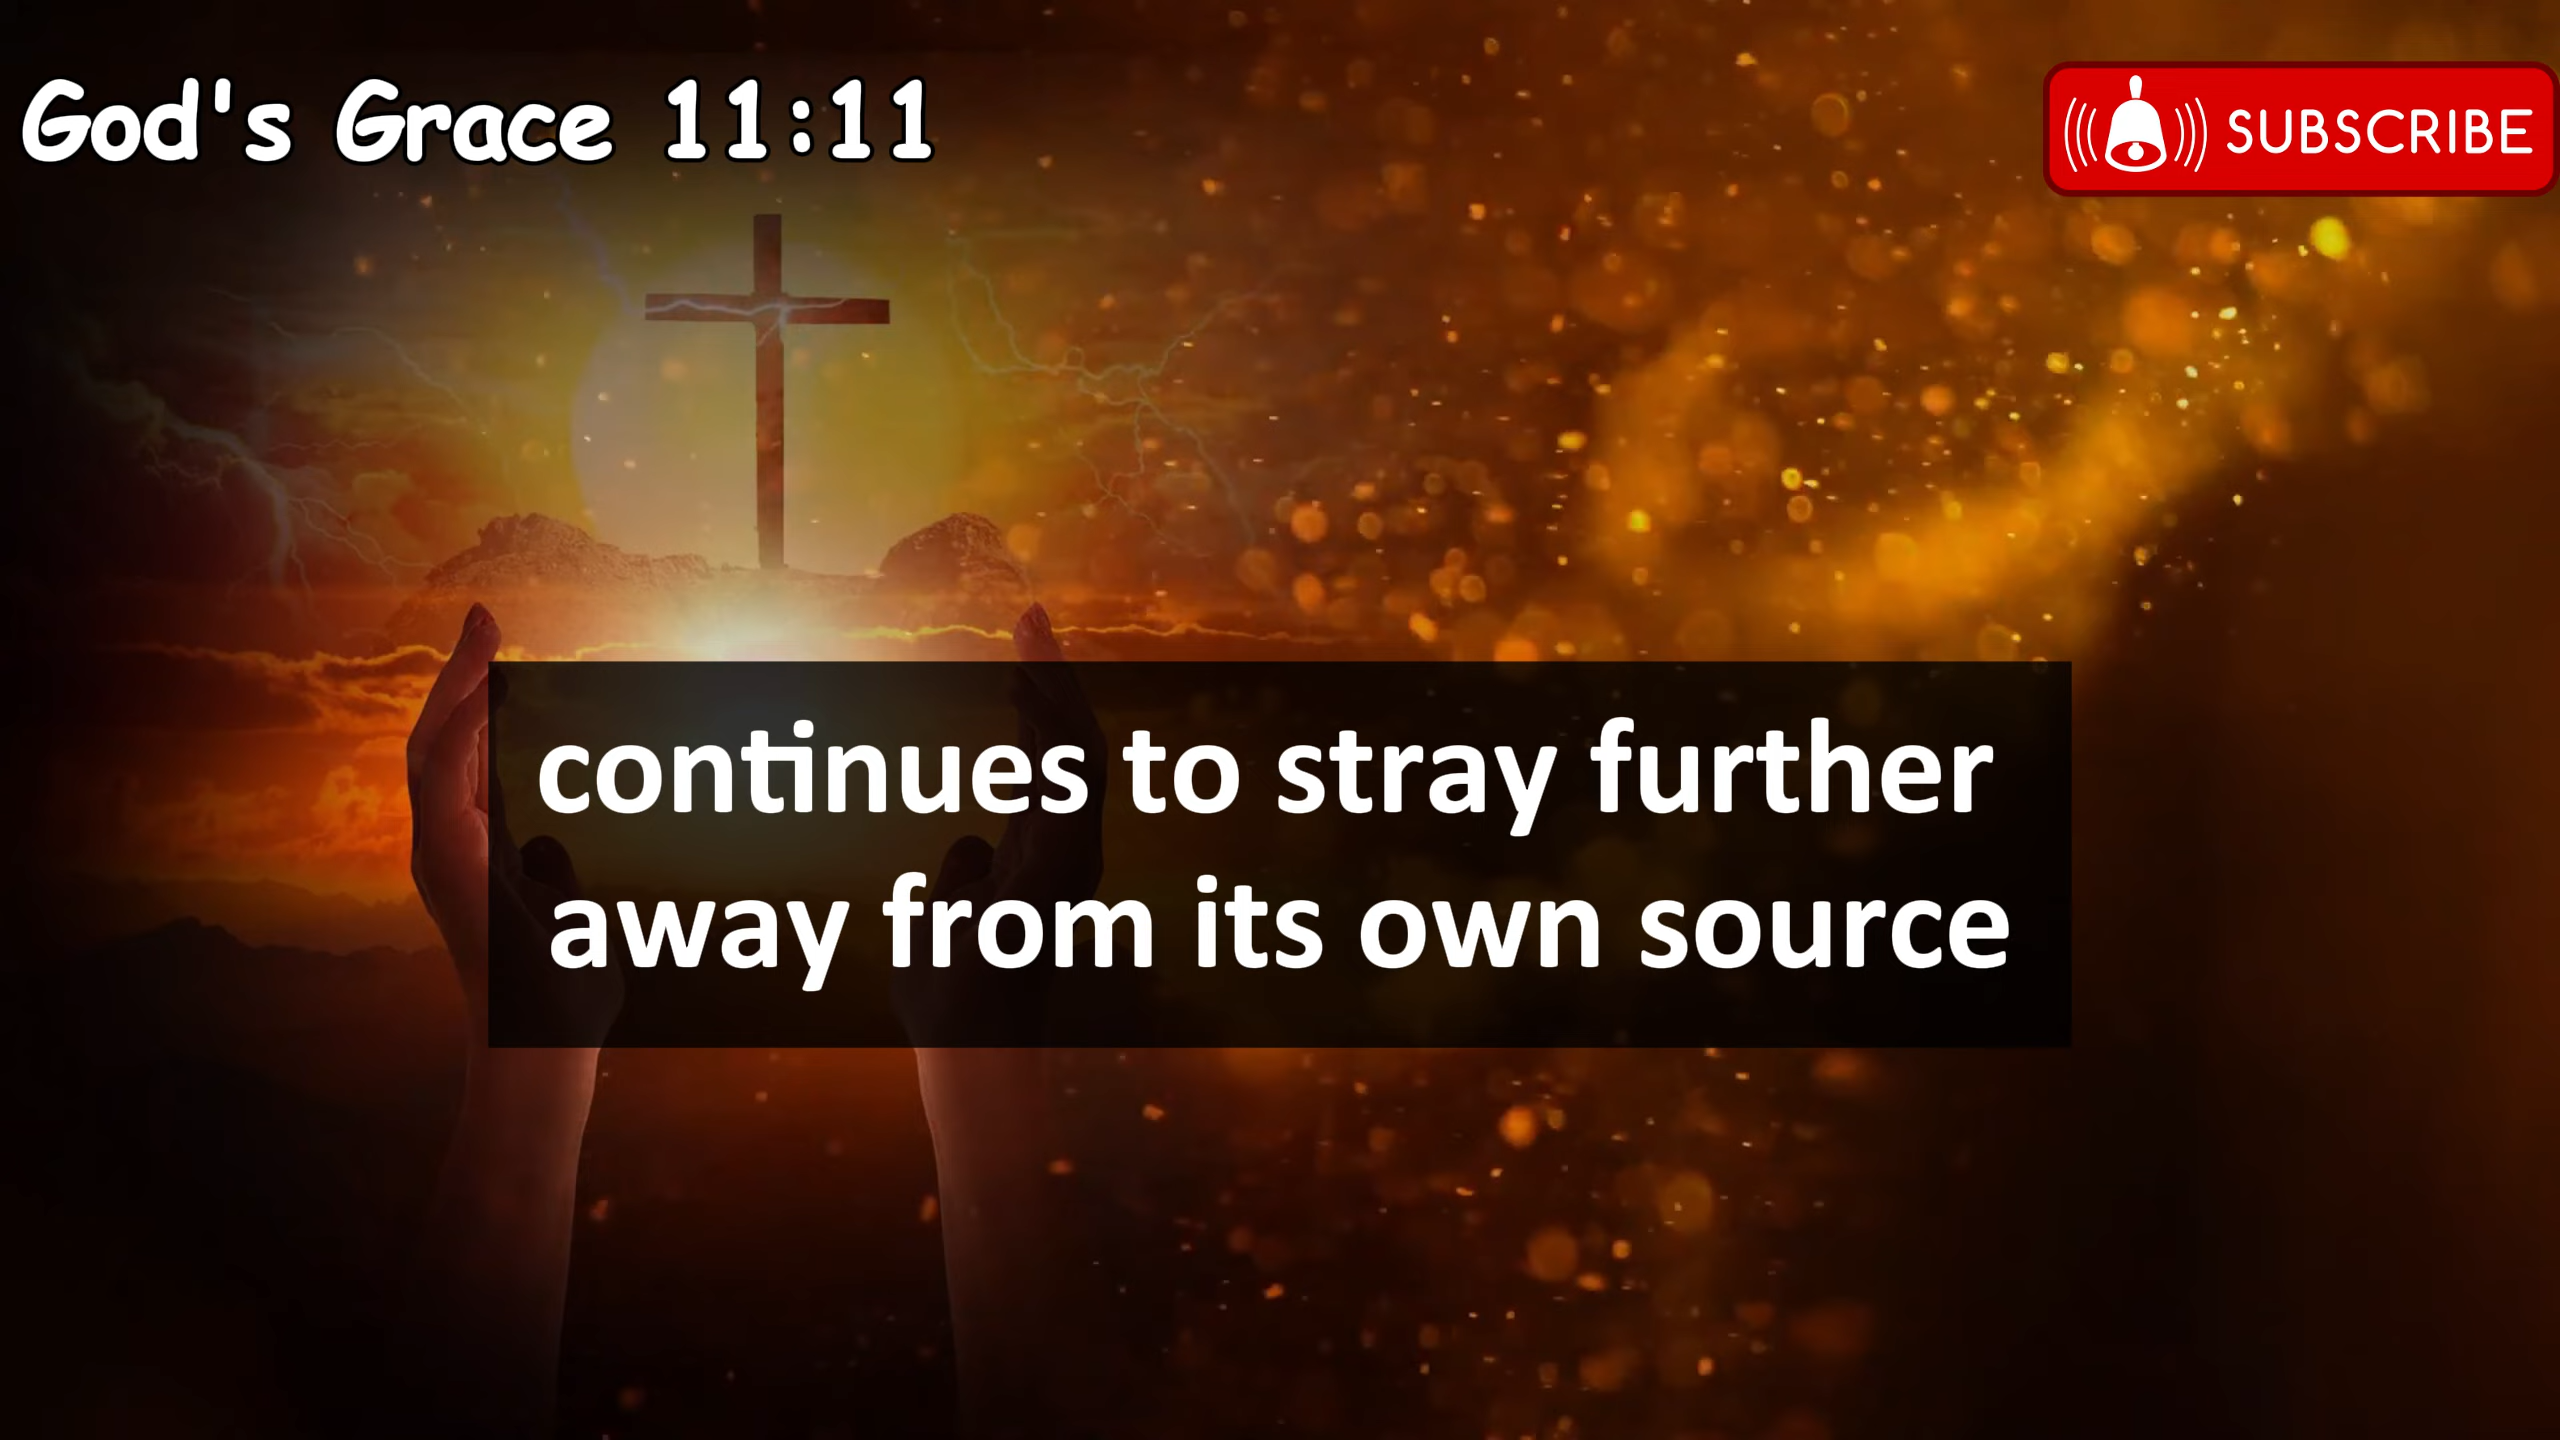 God's Grace 11:11
SUBSCRIBE
continues to stray further
away from its own source